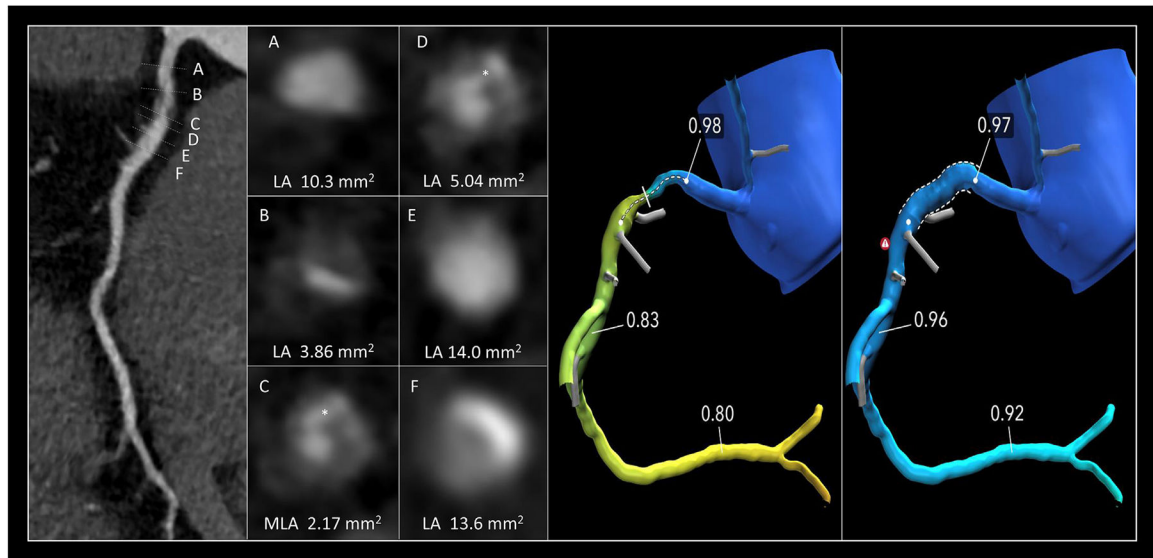 A
B
C
D
E
F
A
LA 10.3 mm²
D
*
LA 5.04 mm²
B
LA 3.86 mm²
E
LA 14.0 mm²
C
*
MLA 2.17 mm²
F
LA 13.6 mm²
0.98
0.83
0.80
0.97
0.96
0.92